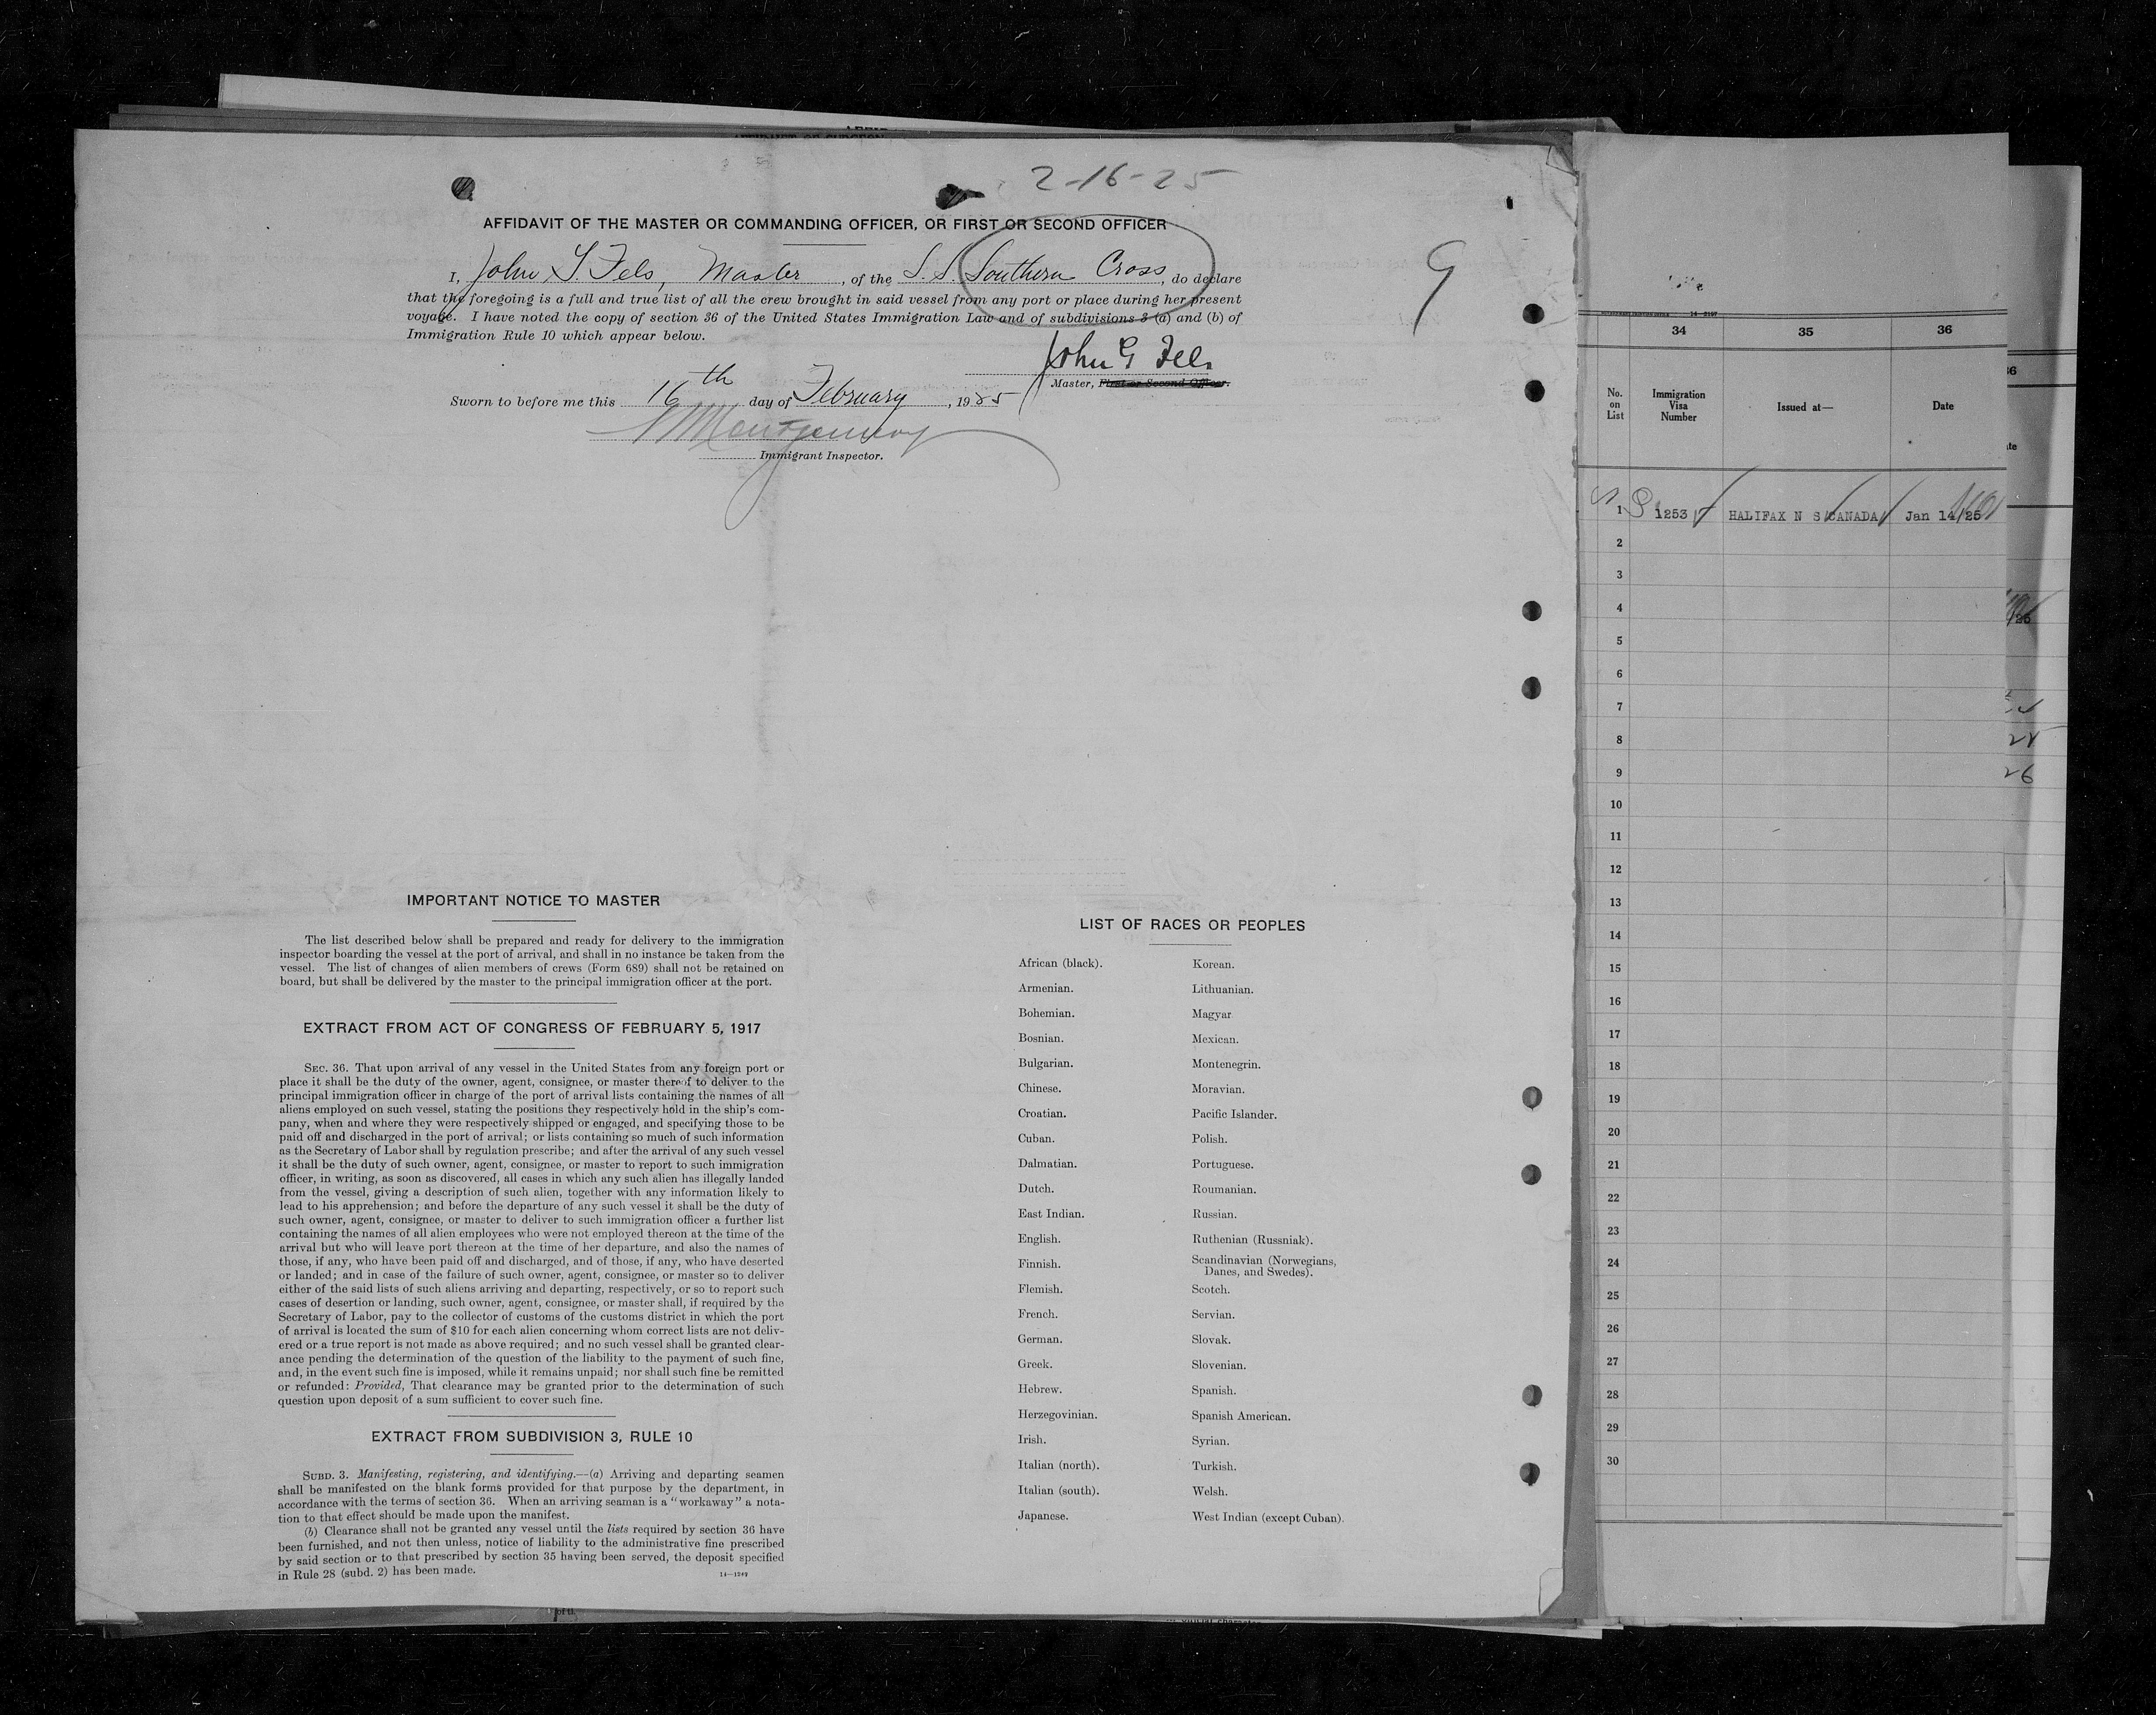 2-16-25
AFFIDAVIT OF THE MASTER OR COMMANDING OFFICER, OR FIRST OR SECOND OFFICER
I, John G. Fels, Master, of the S. S. Southern Cross, do declare
that the foregoing is a full and true list of all the crew brought in said vessel from any port or place during her present
voyage. I have noted the copy of section 36 of the United States Immigration Law and of subdivisions 3 (a) and (b) of
Immigration Rule 10 which appear below.
9
John G Fels
Master, First or Second Officer.
Sworn to before me this 16th day of February, 1925
Montgomery
Immigrant Inspector.
IMPORTANT NOTICE TO MASTER
The list described below shall be prepared and ready for delivery to the immigration
inspector boarding the vessel at the port of arrival, and shall in no instance be taken from the
vessel. The list of changes of alien members of crews (Form 689) shall not be retained on
board, but shall be delivered by the master to the principal immigration officer at the port.
EXTRACT FROM ACT OF CONGRESS OF FEBRUARY 5, 1917
SEC. 36. That upon arrival of any vessel in the United States from any foreign port or
place it shall be the duty of the owner, agent, consignee, or master thereof to deliver to the
principal immigration officer in charge of the port of arrival lists containing the names of all
aliens employed on such vessel, stating the positions they respectively hold in the ship's com-
pany, when and where they were respectively shipped or engaged, and specifying those to be
paid off and discharged in the port of arrival; or lists containing so much of such information
as the Secretary of Labor shall by regulation prescribe; and after the arrival of any such vessel
it shall be the duty of such owner, agent, consignee, or master to report to such immigration
officer, in writing, as soon as discovered, all cases in which any such alien has illegally landed
from the vessel, giving a description of such alien, together with any information likely to
lead to his apprehension; and before the departure of any such vessel it shall be the duty of
such owner, agent, consignee, or master to deliver to such immigration officer a further list
containing the names of all alien employees who were not employed thereon at the time of the
arrival but who will leave port thereon at the time of her departure, and also the names of
those, if any, who have been paid off and discharged, and of those, if any, who have deserted
or landed; and in case of the failure of such owner, agent, consignee, or master so to deliver
either of the said lists of such aliens arriving and departing, respectively, or so to report such
cases of desertion or landing, such owner, agent, consignee, or master shall, if required by the
Secretary of Labor, pay to the collector of customs of the customs district in which the port
of arrival is located the sum of $10 for each alien concerning whom correct lists are not deliv-
ered or a true report is not made as above required; and no such vessel shall be granted clear-
ance pending the determination of the question of the liability to the payment of such fine,
and, in the event such fine is imposed, while it remains unpaid; nor shall such fine be remitted
or refunded: Provided, That clearance may be granted prior to the determination of such
question upon deposit of a sum sufficient to cover such fine.
EXTRACT FROM SUBDIVISION 3, RULE 10
SUBD. 3. Manifesting, registering, and identifying.—(a) Arriving and departing seamen
shall be manifested on the blank forms provided for that purpose by the department, in
accordance with the terms of section 36. When an arriving seaman is a "workaway" a nota-
tion to that effect should be made upon the manifest.
(b) Clearance shall not be granted any vessel until the lists required by section 36 have
been furnished, and not then unless, notice of liability to the administrative fine prescribed
by said section or to that prescribed by section 35 having been served, the deposit specified
in Rule 28 (subd. 2) has been made.
14—1249
LIST OF RACES OR PEOPLES
African (black). Korean.
Armenian. Lithuanian.
Bohemian. Magyar
Bosnian. Mexican.
Bulgarian. Montenegrin.
Chinese. Moravian.
Croatian. Pacific Islander.
Cuban. Polish.
Dalmatian. Portuguese.
Dutch. Roumanian.
East Indian. Russian.
English. Ruthenian (Russniak).
Finnish. Scandinavian (Norwegians,
Danes, and Swedes).
Flemish. Scotch.
French. Servian.
German. Slovak.
Greek. Slovenian.
Hebrew. Spanish.
Herzegovinian. Spanish American.
Irish. Syrian.
Italian (north). Turkish.
Italian (south). Welsh.
Japanese. West Indian (except Cuban).
34 35 36
No. on List Immigration Visa Number Issued at— Date
1 1253 HALIFAX N S CANADA Jan 14/25
2
3
4
5
6
7
8
9
10
11
12
13
14
15
16
17
18
19
20
21
22
23
24
25
26
27
28
29
30
26